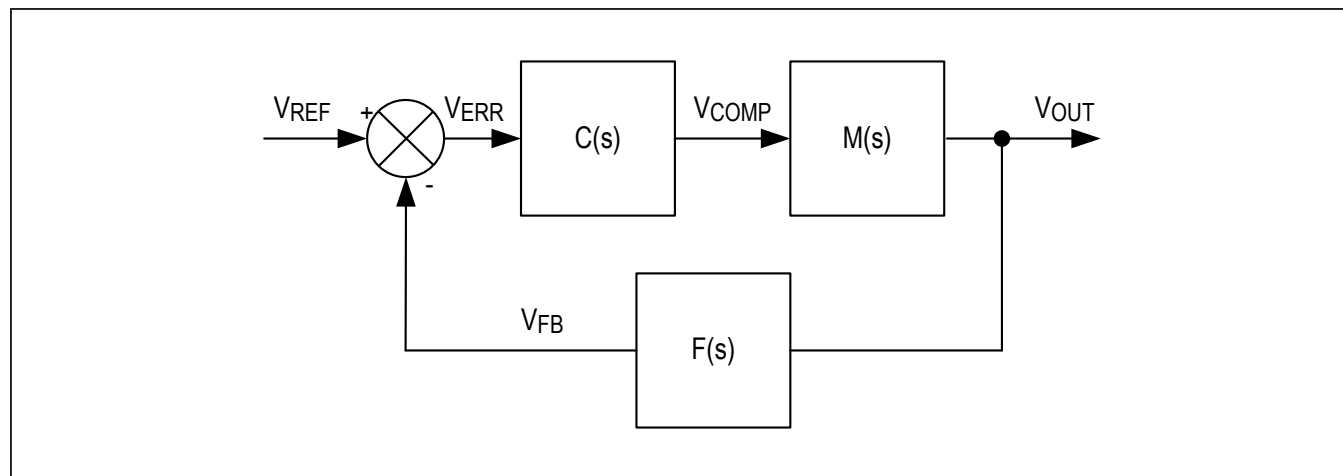 VREF
+
-
VERR
C(s)
VCOMP
M(s)
VOUT
VFB
F(s)